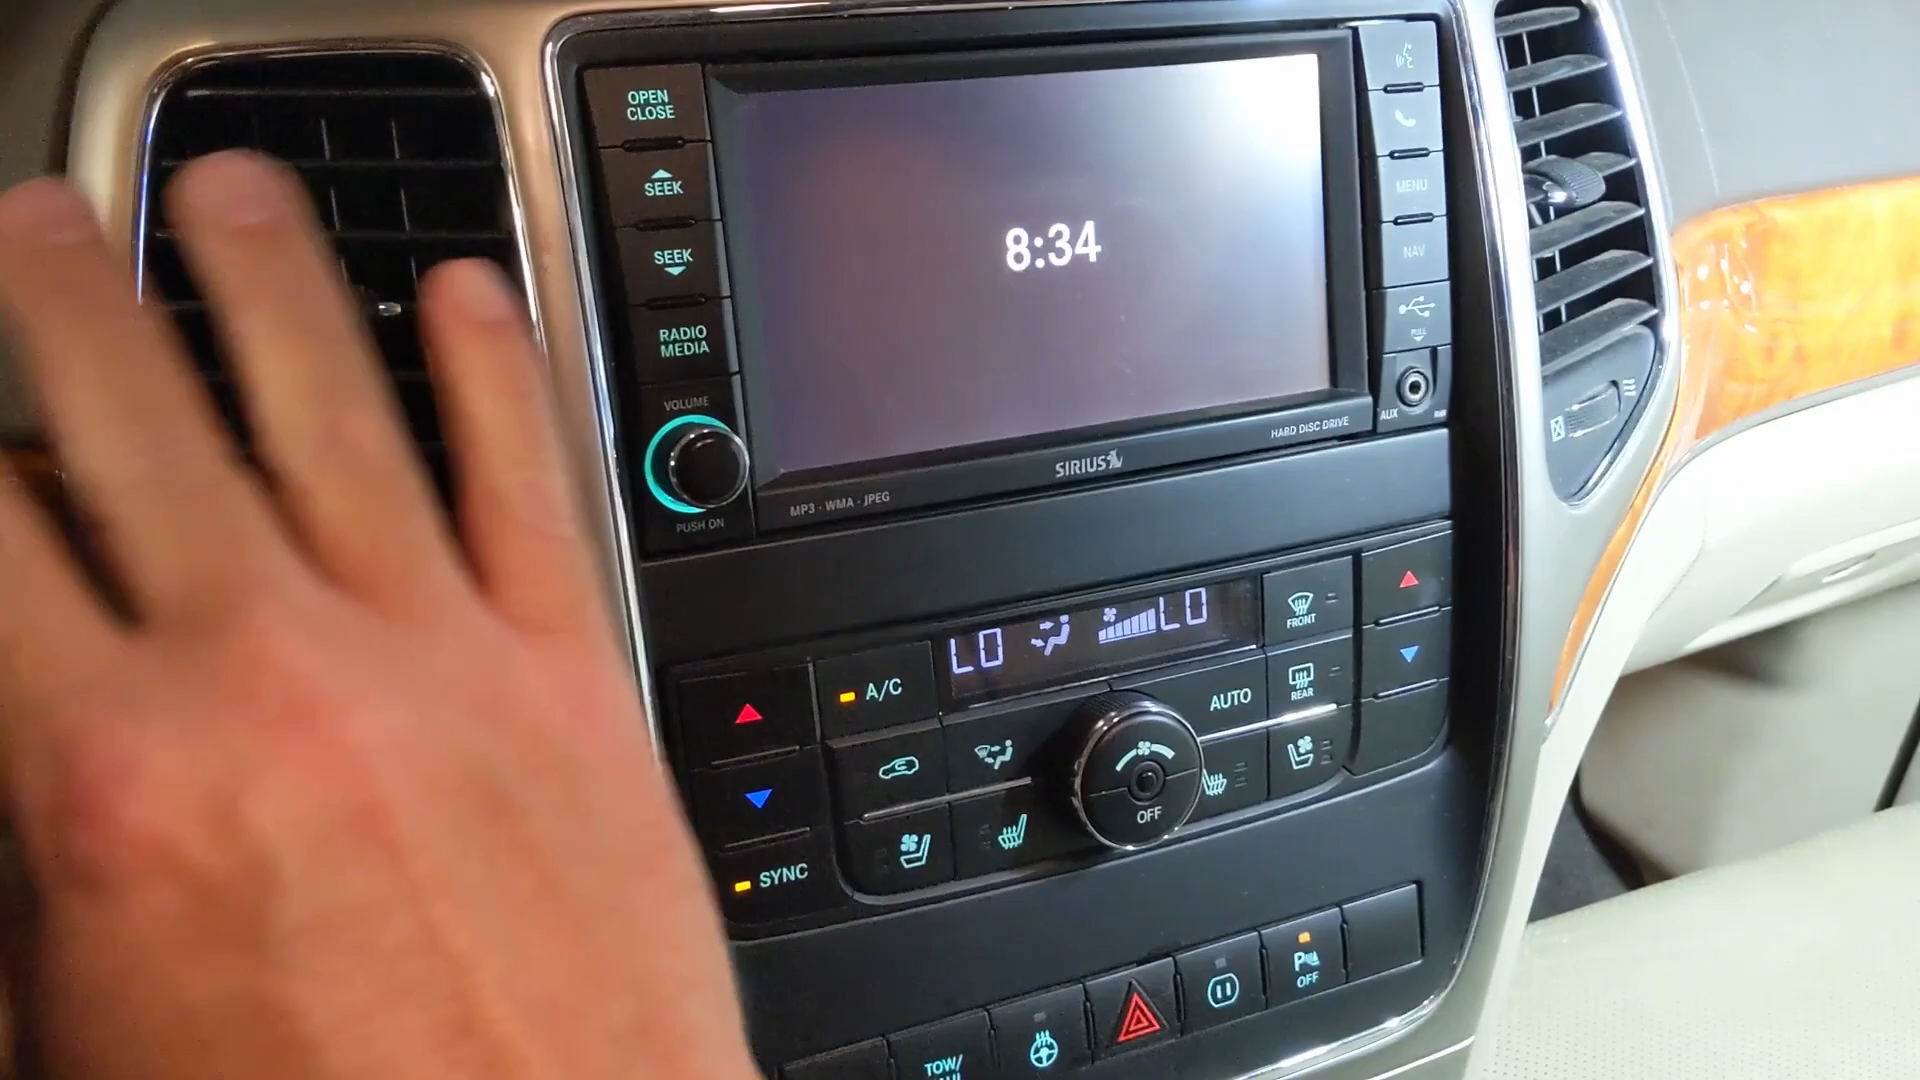 OPEN
CLOSE
SEEK
SEEK
RADIO
MEDIA
VOLUME
PUSH ON
8:34
MENU
NAV
PULL
AUX
HARD DISC DRIVE
SIRIUS
MP3 · WMA · JPEG
LO
LO
FRONT
A/C
AUTO
REAR
OFF
SYNC
P
OFF
TOW/